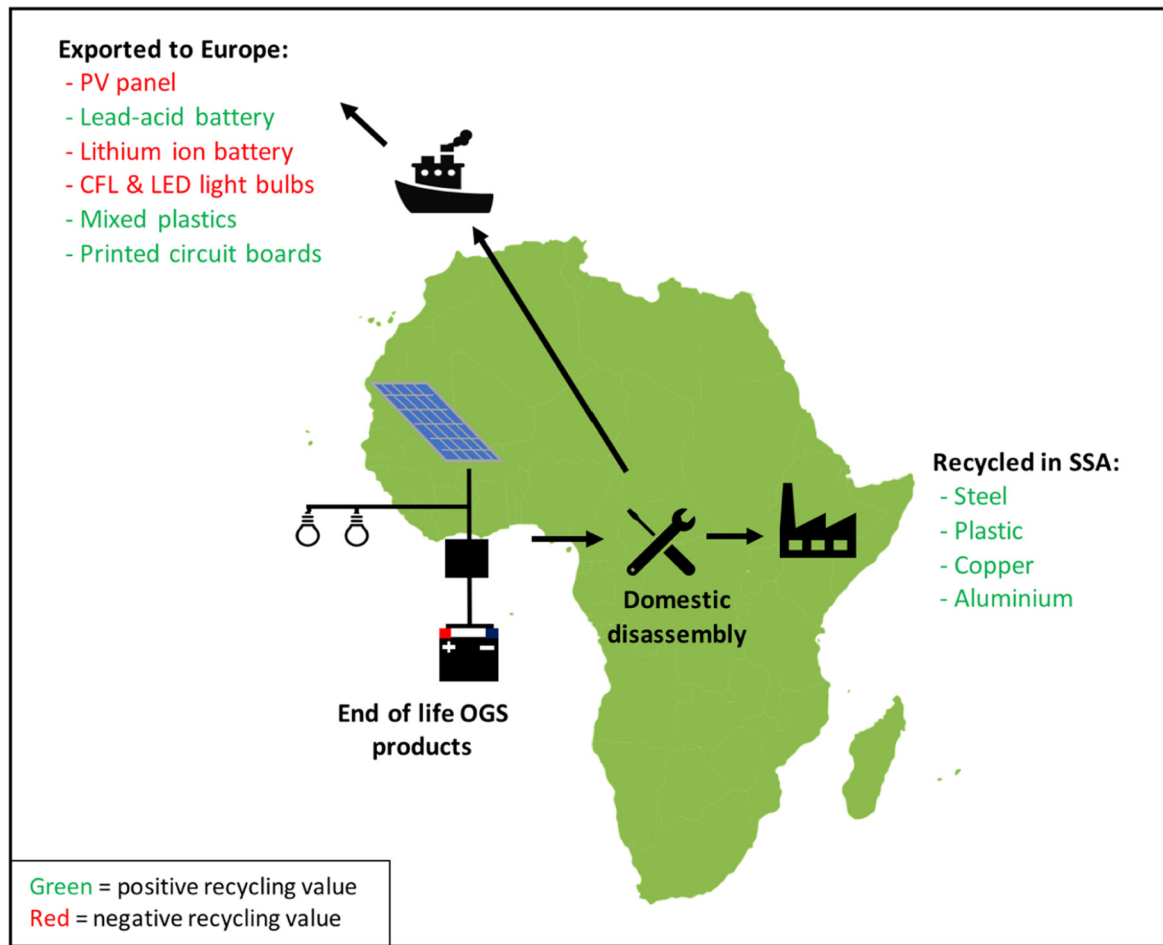 Exported to Europe:
- PV panel
- Lead-acid battery
- Lithium ion battery
- CFL & LED light bulbs
- Mixed plastics
- Printed circuit boards
Recycled in SSA:
- Steel
- Plastic
- Copper
- Aluminium
Domestic
disassembly
+ −
End of life OGS
products
Green = positive recycling value
Red = negative recycling value